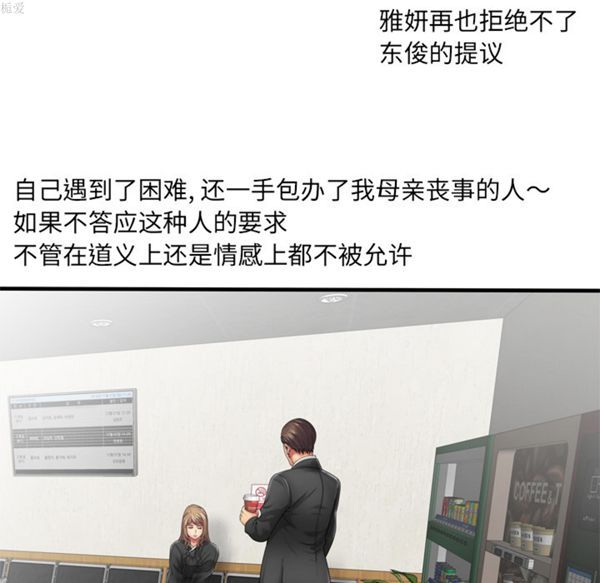 栀爱
雅妍再也拒绝不了
东俊的提议
自己遇到了困难, 还一手包办了我母亲丧事的人~
如果不答应这种人的要求
不管在道义上还是情感上都不被允许
COFFEE & T